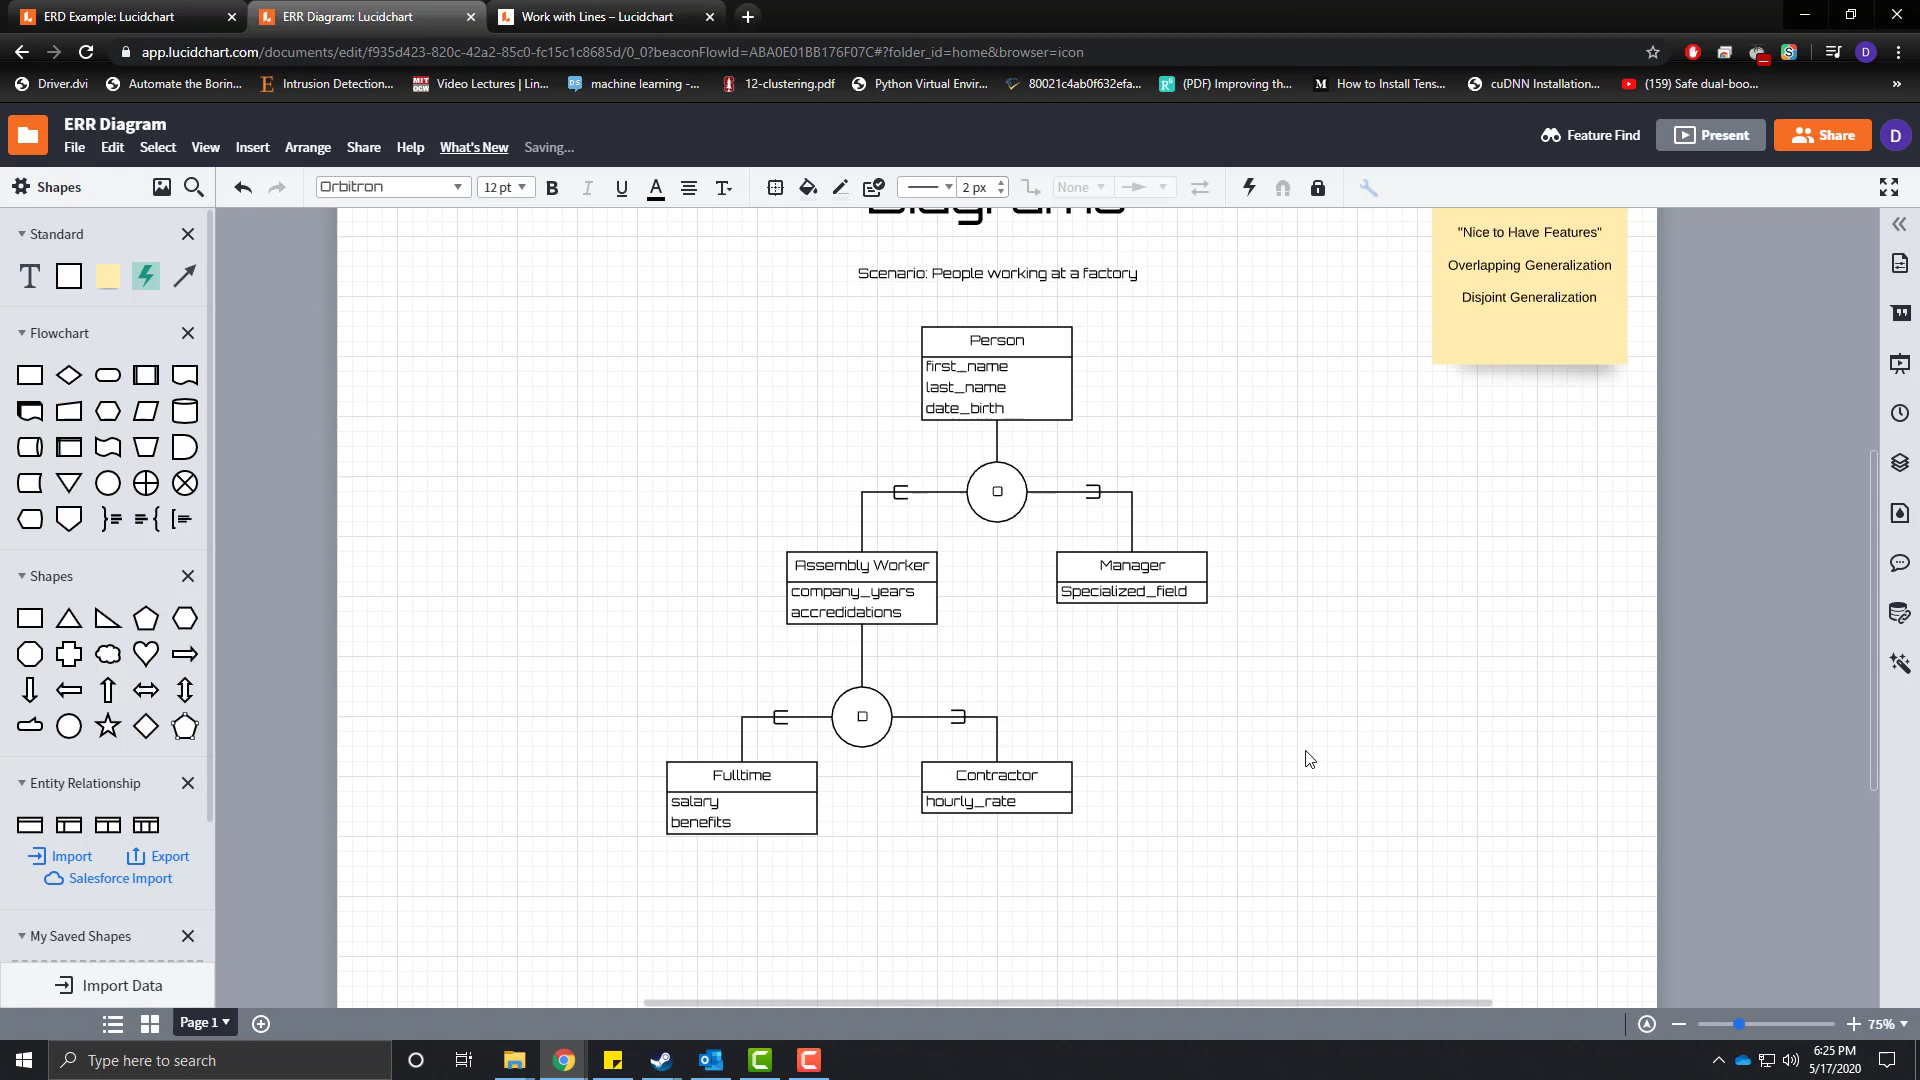 ERD Example: Lucidchart
ERR Diagram: Lucidchart
Work with Lines – Lucidchart
app.lucidchart.com/documents/edit/f935d423-820c-42a2-85c0-fc15c1c8685d/0_0?beaconFlowId=ABA0E01BB176F07C#?folder_id=home&browser=icon
D
Driver.dvi
Automate the Borin...
Intrusion Detection...
Video Lectures | Lin...
machine learning -...
12-clustering.pdf
Python Virtual Envir...
80021c4ab0f632efa...
(PDF) Improving th...
How to Install Tens...
cuDNN Installation...
(159) Safe dual-boo...
ERR Diagram
File Edit Select View Insert Arrange Share Help What's New Saving...
Feature Find
Present
Share
D
Shapes
Orbitron
12 pt
2 px
None
Standard
Flowchart
Shapes
Entity Relationship
Import
Export
Salesforce Import
My Saved Shapes
Import Data
Diagrams
Scenario: People working at a factory
"Nice to Have Features"
Overlapping Generalization
Disjoint Generalization
Person
first_name
last_name
date_birth
Assembly Worker
company_years
accredidations
Manager
Specialized_field
Fulltime
salary
benefits
Contractor
hourly_rate
Page 1
75%
Type here to search
6:25 PM
5/17/2020